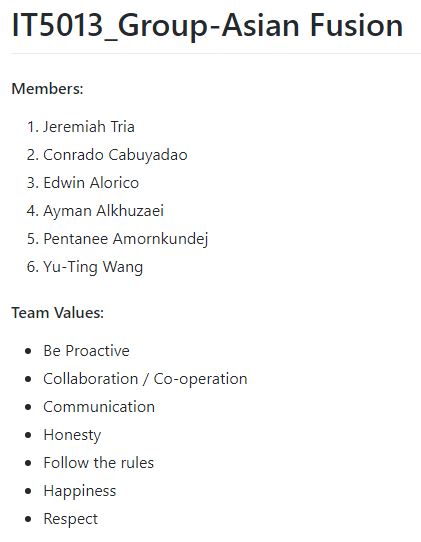 IT5013_Group-Asian Fusion
Members:
1. Jeremiah Tria
2. Conrado Cabuyadao
3. Edwin Alorico
4. Ayman Alkhuzaei
5. Pentanee Amornkundej
6. Yu-Ting Wang
Team Values:
• Be Proactive
• Collaboration / Co-operation
• Communication
• Honesty
• Follow the rules
• Happiness
• Respect